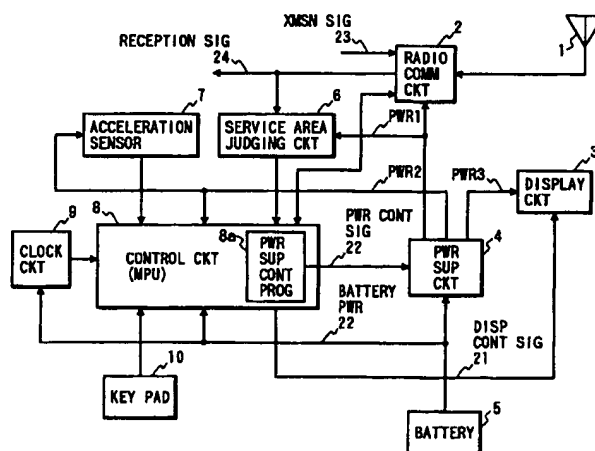 XMSN SIG
23
2
1
RECEPTION SIG
24
RADIO
COMM
CKT
7
6
ACCELERATION
SENSOR
SERVICE AREA
JUDGING CKT
PWR1
3
PWR2
PWR3
DISPLAY
CKT
9
8
CLOCK
CKT
CONTROL CKT
(MPU)
8a
PWR
SUP
CONT
PROG
PWR CONT
SIG
22
4
PWR
SUP
CKT
BATTERY
PWR
22
DISP
CONT SIG
21
10
KEY PAD
5
BATTERY